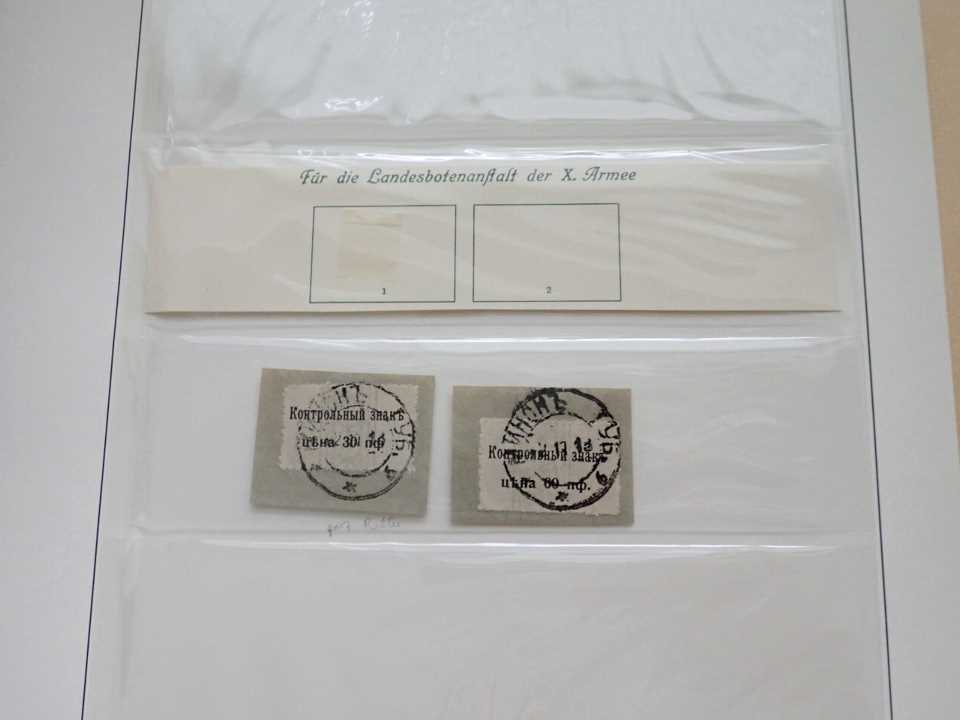 Für die Landesbotenanstalt der X. Armee
1
2
Контрольный знакъ
цѣна 30 пф.
Контрольный знакъ
цѣна 60 пф.